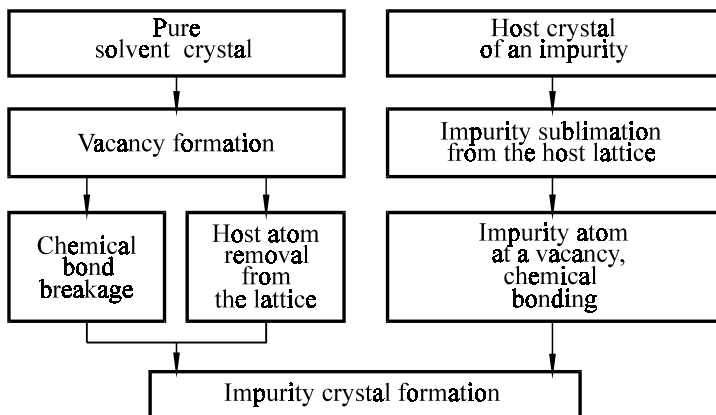 Pure
solvent crystal
Host crystal
of an impurity
Vacancy formation
Impurity sublimation
from the host lattice
Chemical
bond
breakage
Host atom
removal
from
the lattice
Impurity atom
at a vacancy,
chemical
bonding
Impurity crystal formation